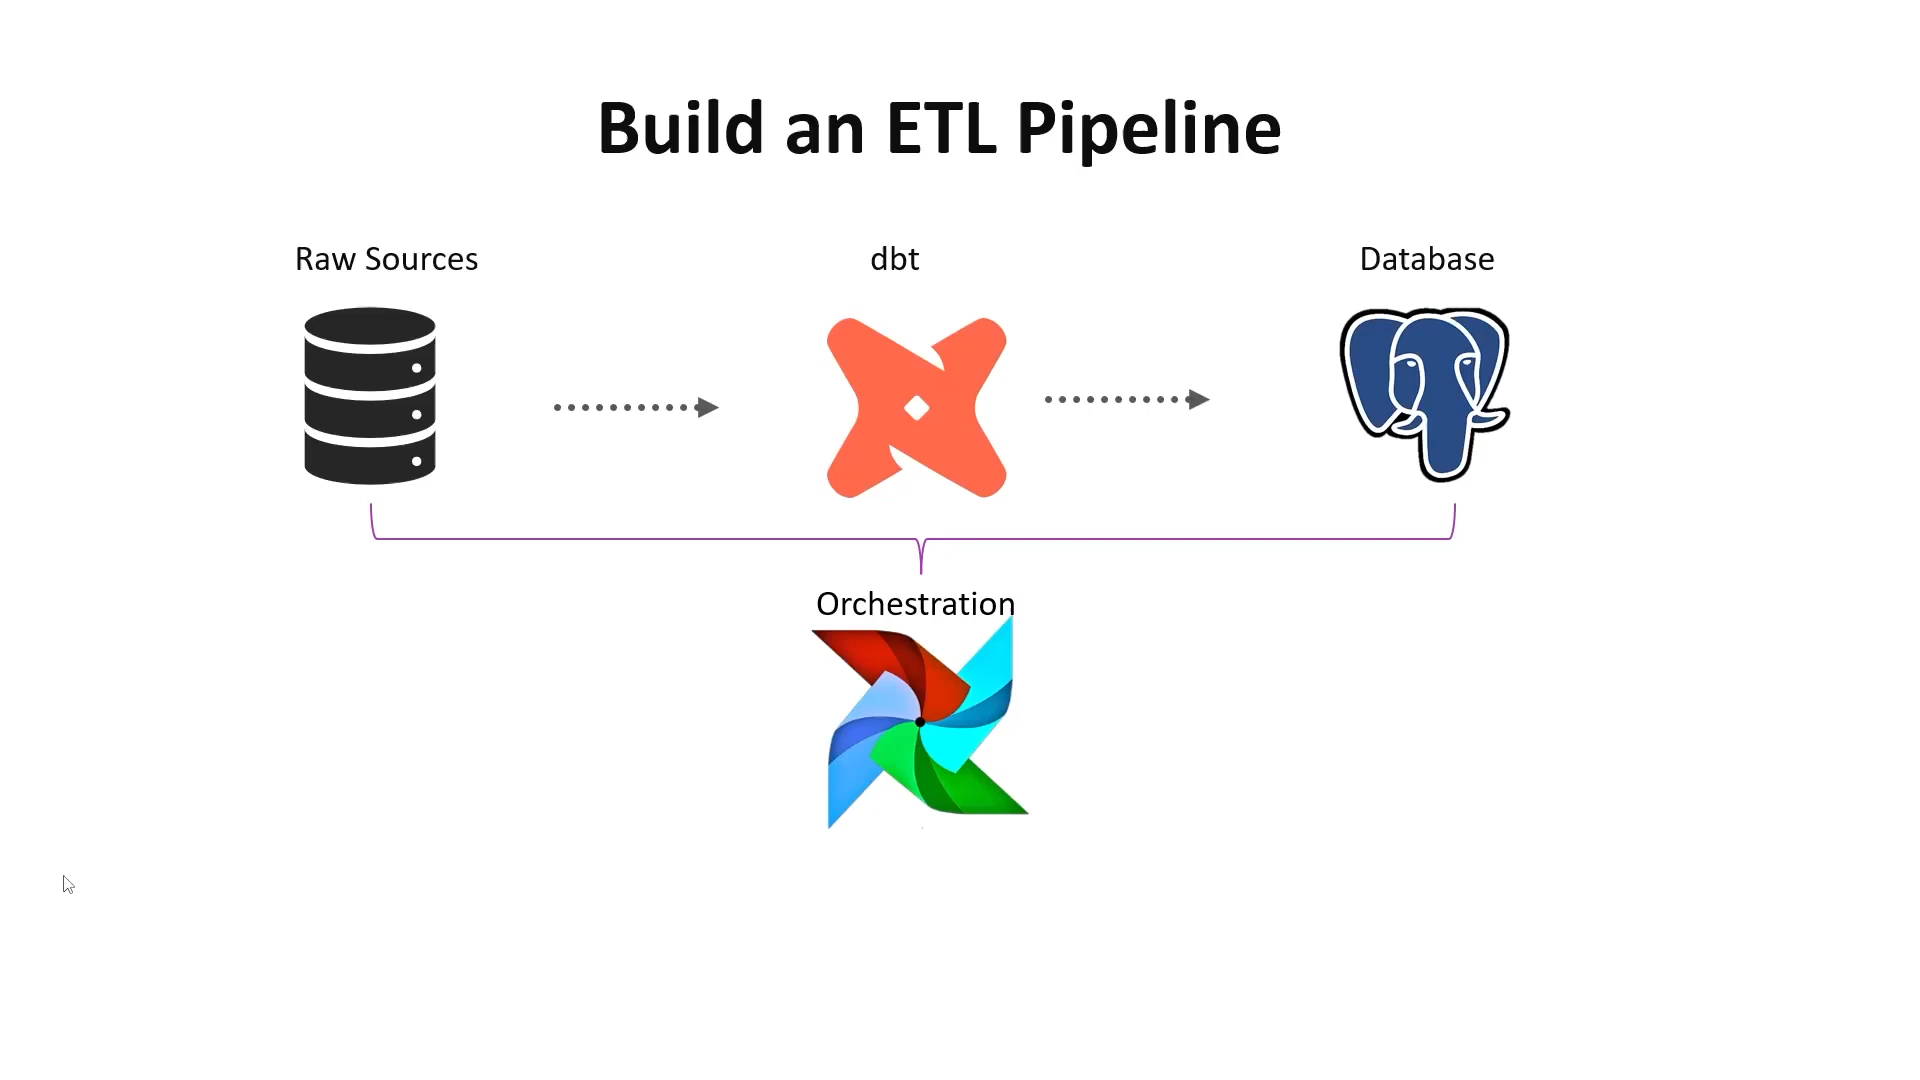 Build an ETL Pipeline
Raw Sources
dbt
Database
Orchestration